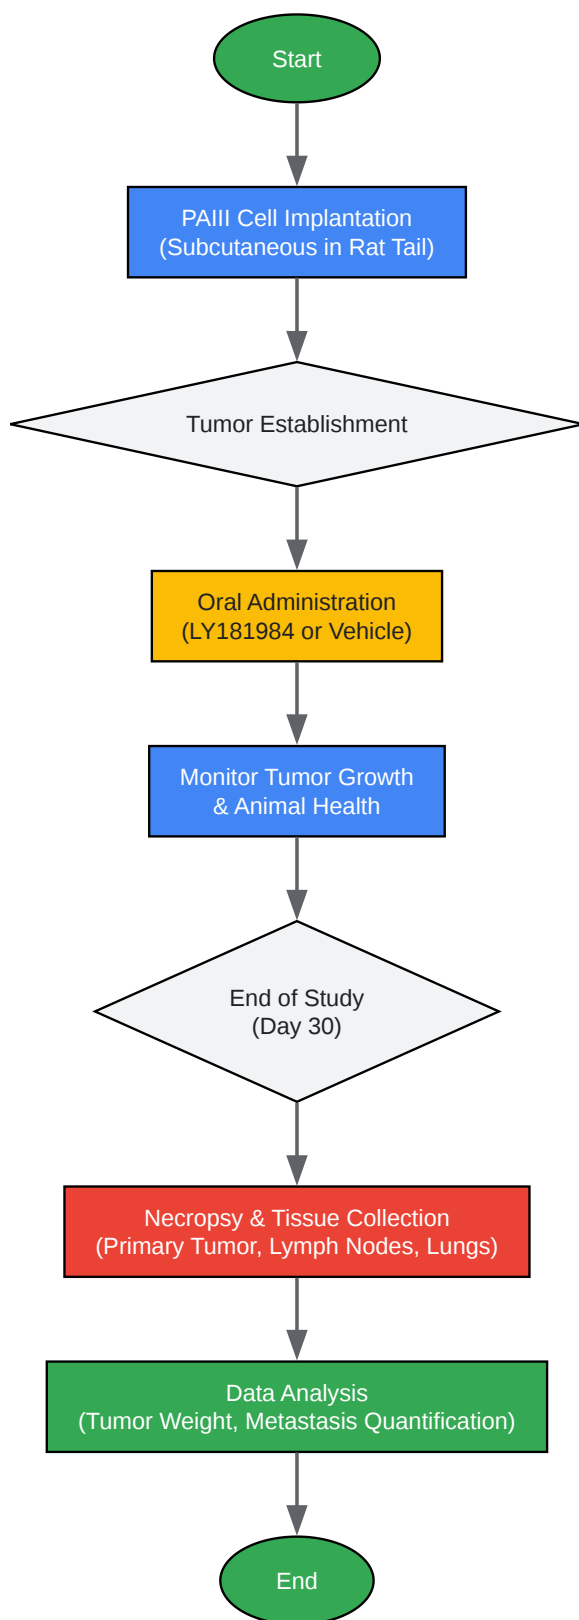 Start
PAIII Cell Implantation
(Subcutaneous in Rat Tail)
Tumor Establishment
Oral Administration
(LY181984 or Vehicle)
Monitor Tumor Growth
& Animal Health
End of Study
(Day 30)
Necropsy & Tissue Collection
(Primary Tumor, Lymph Nodes, Lungs)
Data Analysis
(Tumor Weight, Metastasis Quantification)
End